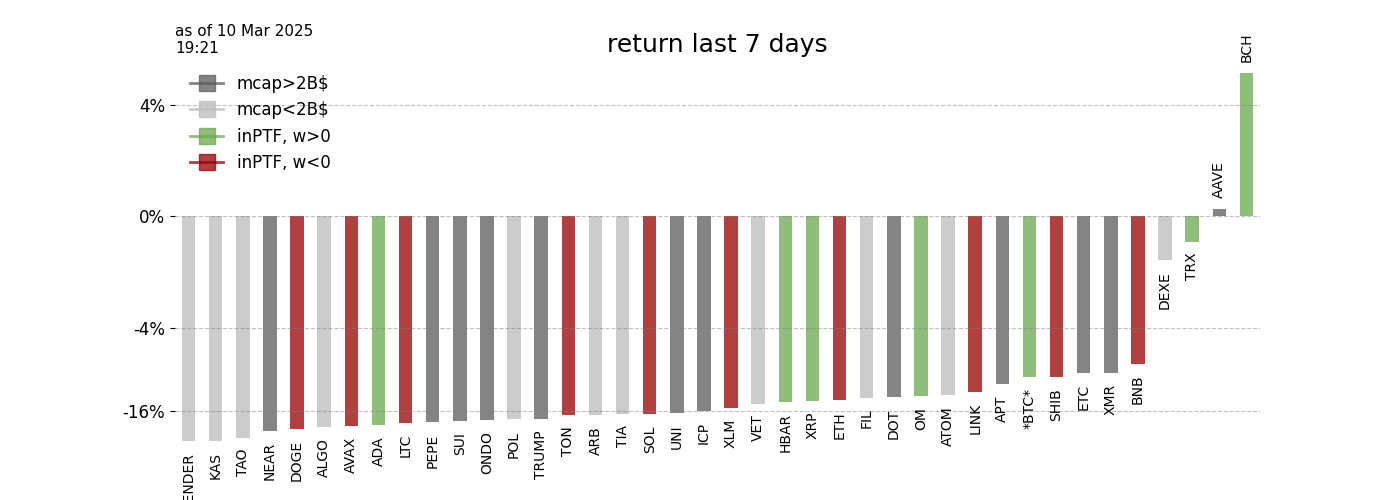 as of 10 Mar 2025
19:21
return last 7 days
mcap>2B$
mcap<2B$
inPTF, w>0
inPTF, w<0
4%
0%
-4%
-16%
ENDER
KAS
TAO
NEAR
DOGE
ALGO
AVAX
ADA
LTC
PEPE
SUI
ONDO
POL
TRUMP
TON
ARB
TIA
SOL
UNI
ICP
XLM
VET
HBAR
XRP
ETH
FIL
DOT
OM
ATOM
LINK
APT
*BTC*
SHIB
ETC
XMR
BNB
DEXE
TRX
AAVE
BCH